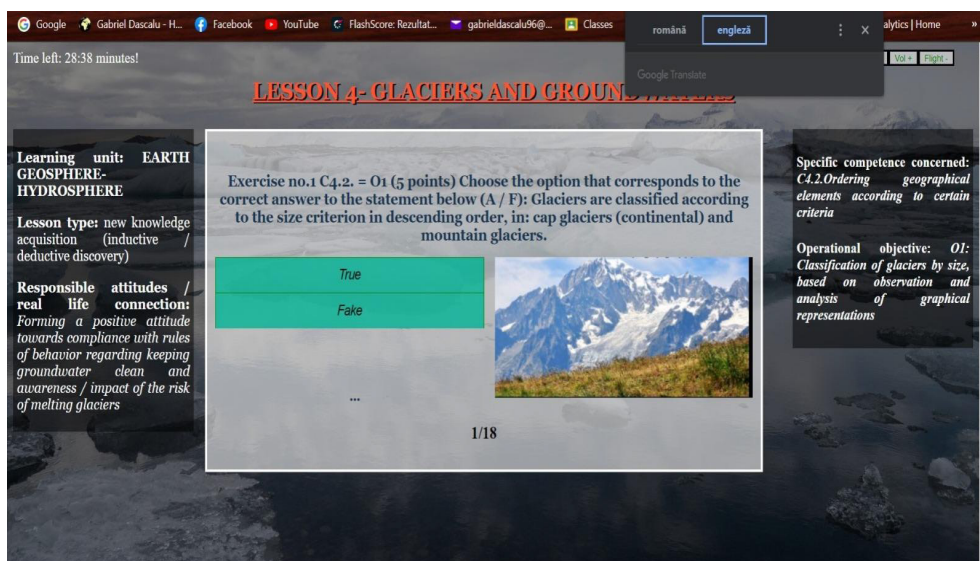 Google
Gabriel Dascalu - H...
Facebook
YouTube
FlashScore: Rezultat...
gabrieldascalu96@...
Classes
română
engleză
alytics | Home
»
Google Translate
Time left: 28:38 minutes!
Vol +
Flight -
LESSON 4- GLACIERS AND GROUNDWATERS
Learning unit: EARTH
GEOSPHERE-
HYDROSPHERE
Lesson type: new knowledge
acquisition (inductive /
deductive discovery)
Responsible attitudes /
real life connection:
Forming a positive attitude
towards compliance with rules
of behavior regarding keeping
groundwater clean and
awareness / impact of the risk
of melting glaciers
Exercise no.1 C4.2. = O1 (5 points) Choose the option that corresponds to the
correct answer to the statement below (A / F): Glaciers are classified according
to the size criterion in descending order, in: cap glaciers (continental) and
mountain glaciers.
True
Fake
...
1/18
Specific competence concerned:
C4.2.Ordering geographical
elements according to certain
criteria
Operational objective: O1:
Classification of glaciers by size,
based on observation and
analysis of graphical
representations